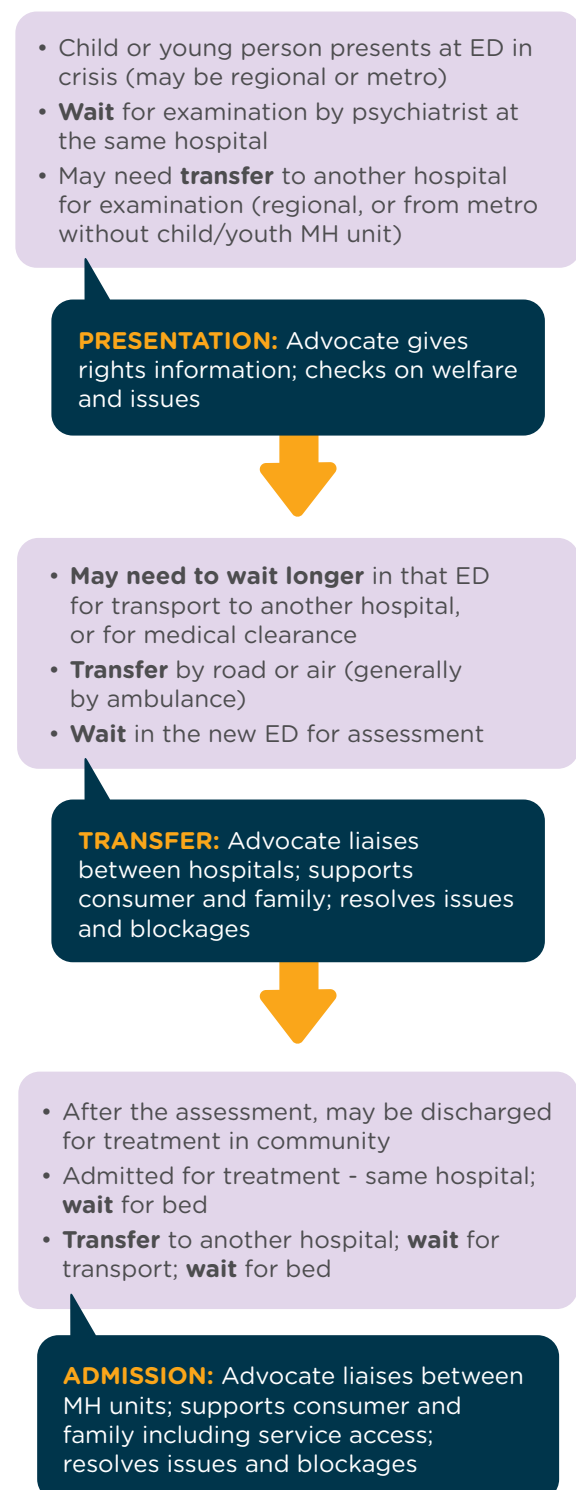 • Child or young person presents at ED in
crisis (may be regional or metro)
• Wait for examination by psychiatrist at
the same hospital
• May need transfer to another hospital
for examination (regional, or from metro
without child/youth MH unit)
PRESENTATION: Advocate gives
rights information; checks on welfare
and issues
• May need to wait longer in that ED
for transport to another hospital,
or for medical clearance
• Transfer by road or air (generally
by ambulance)
• Wait in the new ED for assessment
TRANSFER: Advocate liaises
between hospitals; supports
consumer and family; resolves issues
and blockages
• After the assessment, may be discharged
for treatment in community
• Admitted for treatment - same hospital;
wait for bed
• Transfer to another hospital; wait for
transport; wait for bed
ADMISSION: Advocate liaises between
MH units; supports consumer and
family including service access;
resolves issues and blockages